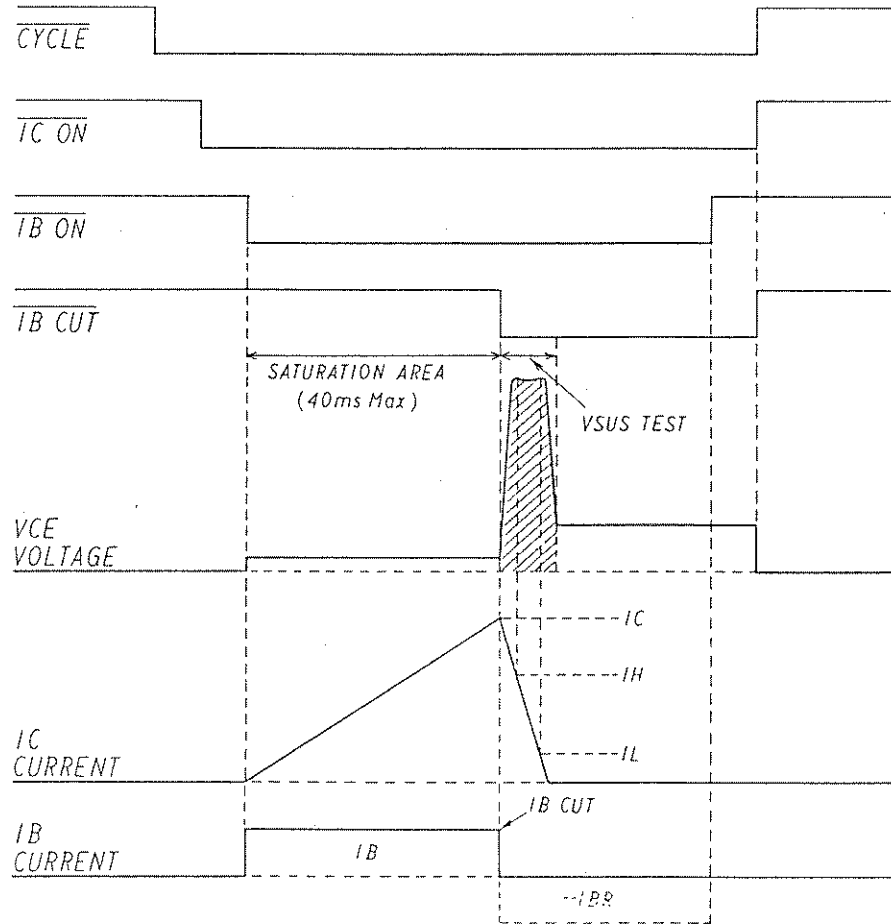 CYCLE
IC ON
IB ON
IB CUT
SATURATION AREA
(40ms Max)
VSUS TEST
VCE
VOLTAGE
IC
IH
IL
IC
CURRENT
IB CUT
IB
CURRENT
IB
-IBR